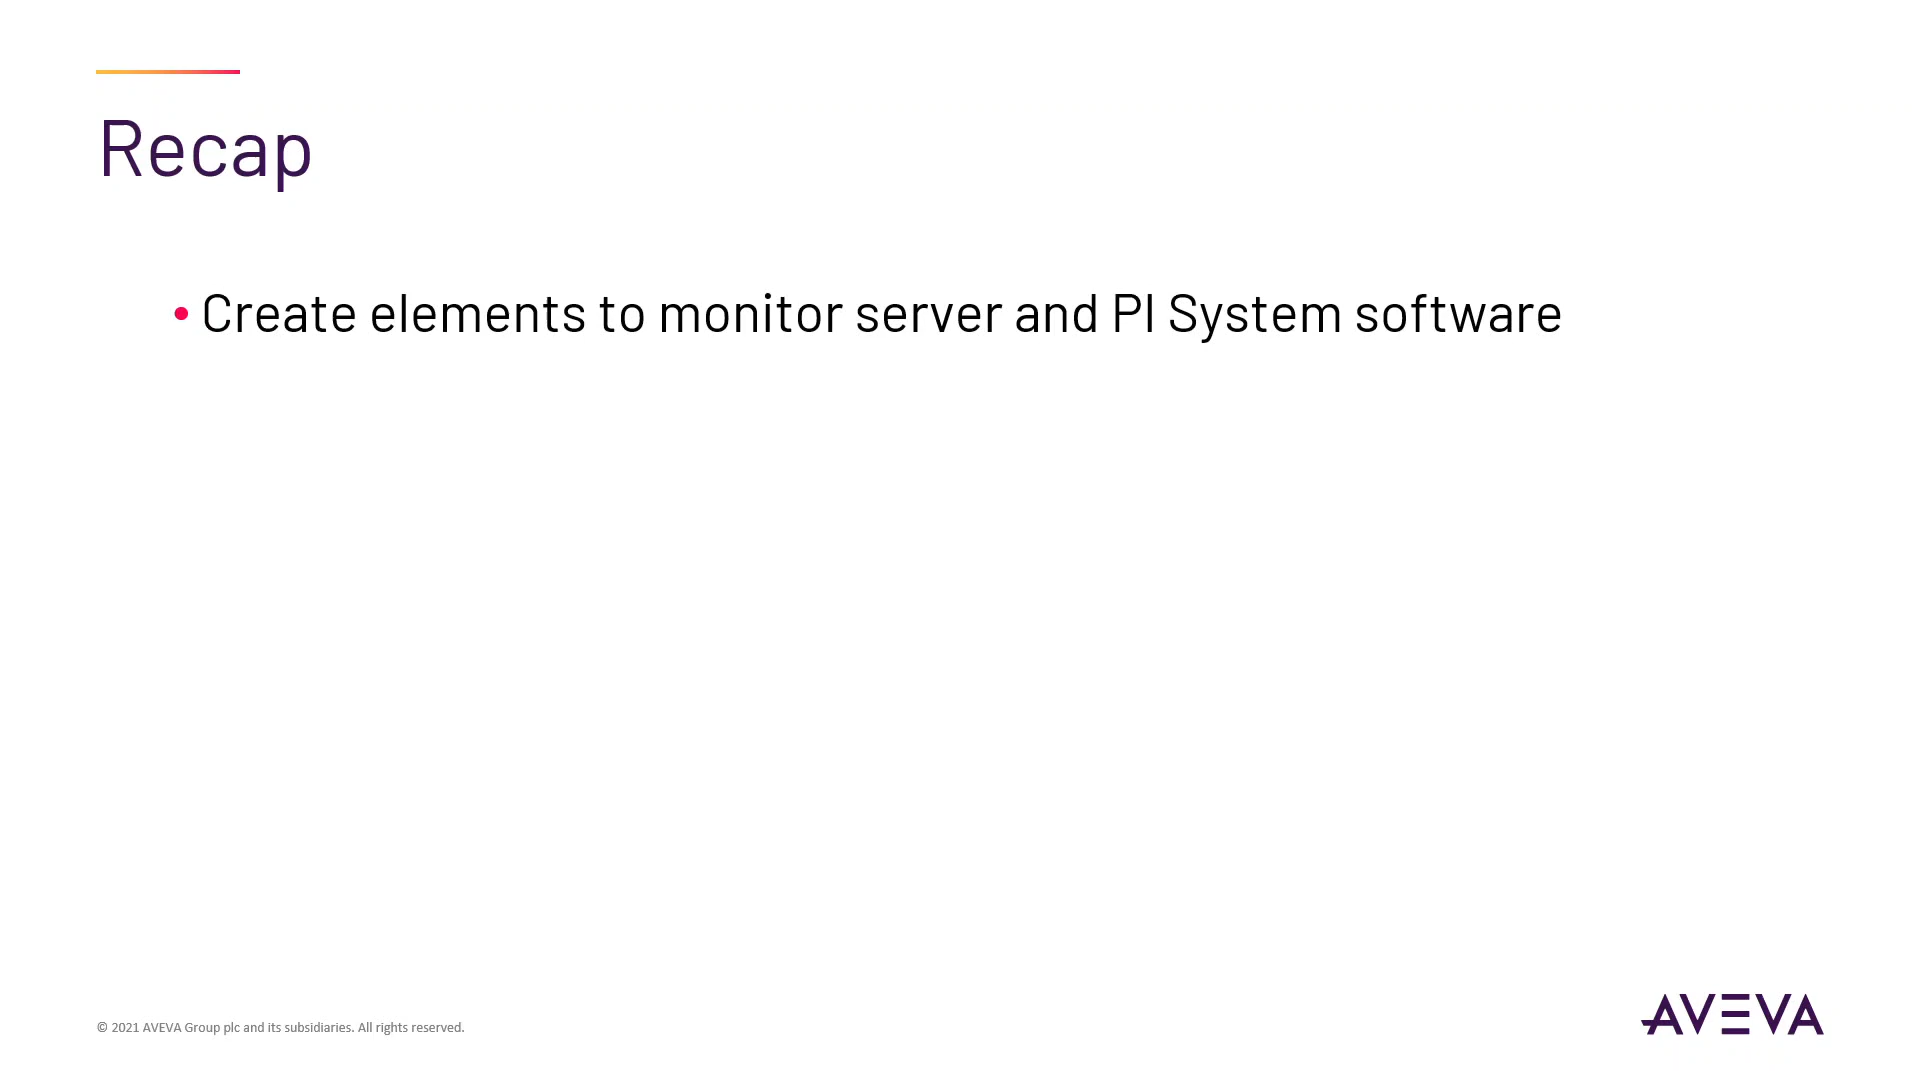 Recap
• Create elements to monitor server and PI System software
© 2021 AVEVA Group plc and its subsidiaries. All rights reserved.
AVEVA